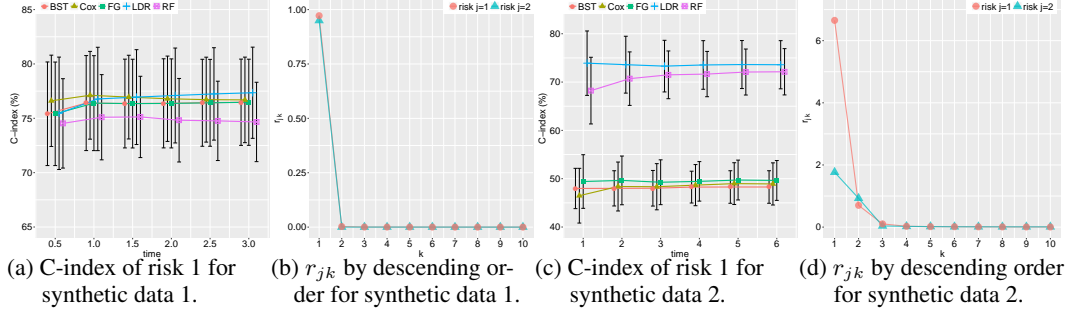 BST Cox FG LDR RF
85
80
75
70
65
C-index (%)
0.5 1.0 1.5 2.0 2.5 3.0
time
(a) C-index of risk 1 for
synthetic data 1.
risk j=1 risk j=2
1.00
0.75
0.50
0.25
0.00
r_jk
1 2 3 4 5 6 7 8 9 10
k
(b) r_jk by descending or-
der for synthetic data 1.
BST Cox FG LDR RF
80
70
60
50
40
C-index (%)
1 2 3 4 5 6
time
(c) C-index of risk 1 for
synthetic data 2.
risk j=1 risk j=2
6
4
2
0
r_jk
1 2 3 4 5 6 7 8 9 10
k
(d) r_jk by descending order
for synthetic data 2.